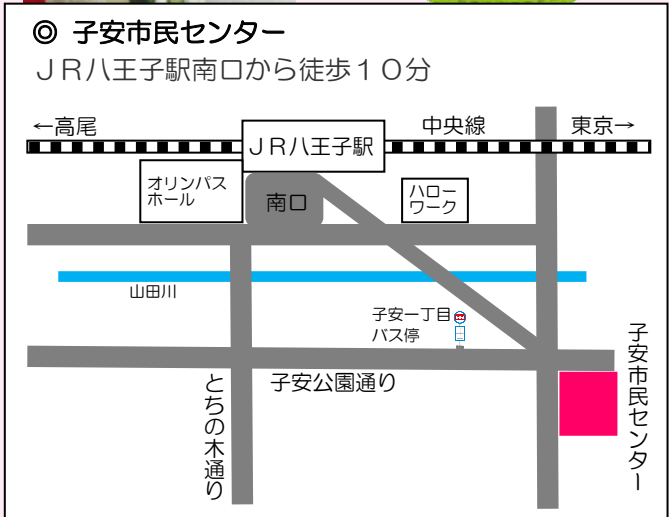 ◎ 子安市民センター
ＪＲ八王子駅南口から徒歩１０分
←高尾
中央線
東京→
ＪＲ八王子駅
オリンパス
ホール
南口
ハロー
ワーク
山田川
子安一丁目
バス停
子安公園通り
とちの木通り
子安市民センター